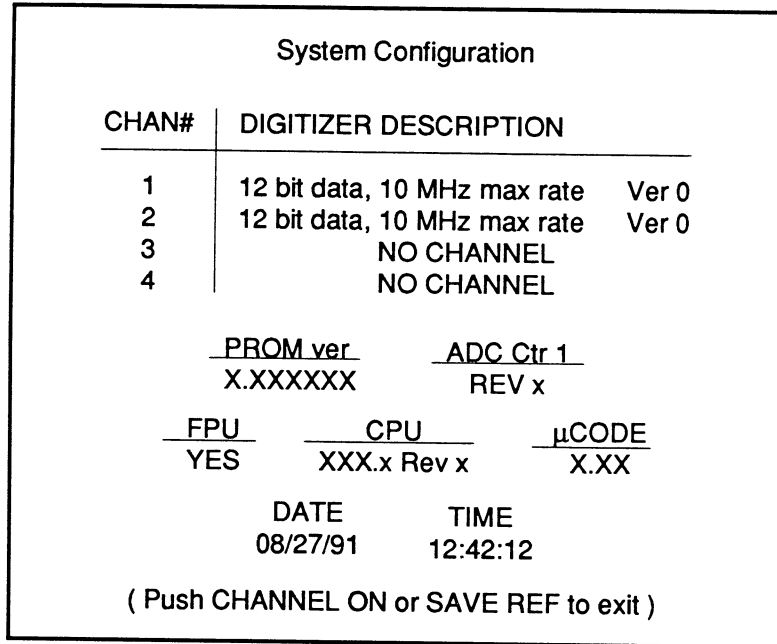 System Configuration
CHAN# DIGITIZER DESCRIPTION
1 12 bit data, 10 MHz max rate Ver 0
2 12 bit data, 10 MHz max rate Ver 0
3 NO CHANNEL
4 NO CHANNEL
PROM ver ADC Ctr 1
X.XXXXXX REV x
FPU CPU µCODE
YES XXX.x Rev x X.XX
DATE TIME
08/27/91 12:42:12
( Push CHANNEL ON or SAVE REF to exit )